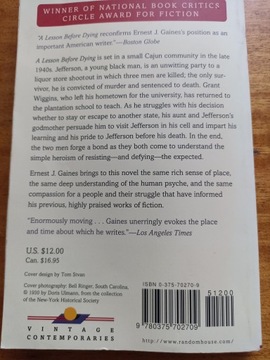 WINNER OF NATIONAL BOOK CRITICS
CIRCLE AWARD FOR FICTION
"A Lesson Before Dying reconfirms Ernest J. Gaines's position as an
important American writer."—Boston Globe
A Lesson Before Dying is set in a small Cajun community in the late
1940s. Jefferson, a young black man, is an unwitting party to a
liquor store shootout in which three men are killed; the only sur-
vivor, he is convicted of murder and sentenced to death. Grant
Wiggins, who left his hometown for the university, has returned to
the plantation school to teach. As he struggles with his decision
whether to stay or escape to another state, his aunt and Jefferson's
godmother persuade him to visit Jefferson in his cell and impart his
learning and his pride to Jefferson before his death. In the end,
the two men forge a bond as they both come to understand the
simple heroism of resisting—and defying—the expected.
Ernest J. Gaines brings to this novel the same rich sense of place,
the same deep understanding of the human psyche, and the same
compassion for a people and their struggle that have informed
his previous, highly praised works of fiction.
"Enormously moving . . . Gaines unerringly evokes the place
and time about which he writes."—Los Angeles Times
U.S. $12.00
Can. $16.95
Cover design by Tom Stvan
Cover photography: Bell Ringer, South Carolina,
© 1990 by Doris Ulmann, from the collection
of the New-York Historical Society
ISBN 0-375-70270-9
51200
9 780375 702709
VINTAGE
CONTEMPORARIES
http://www.randomhouse.com/